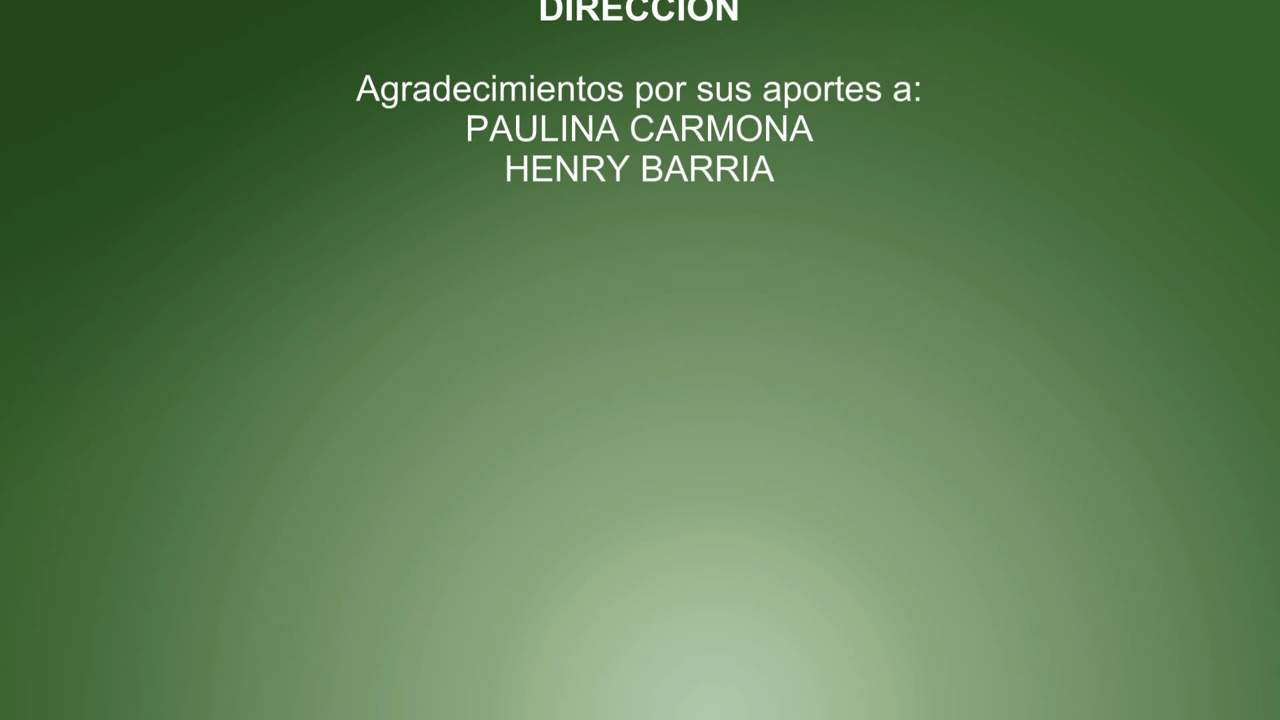 DIRECCION
Agradecimientos por sus aportes a:
PAULINA CARMONA
HENRY BARRIA